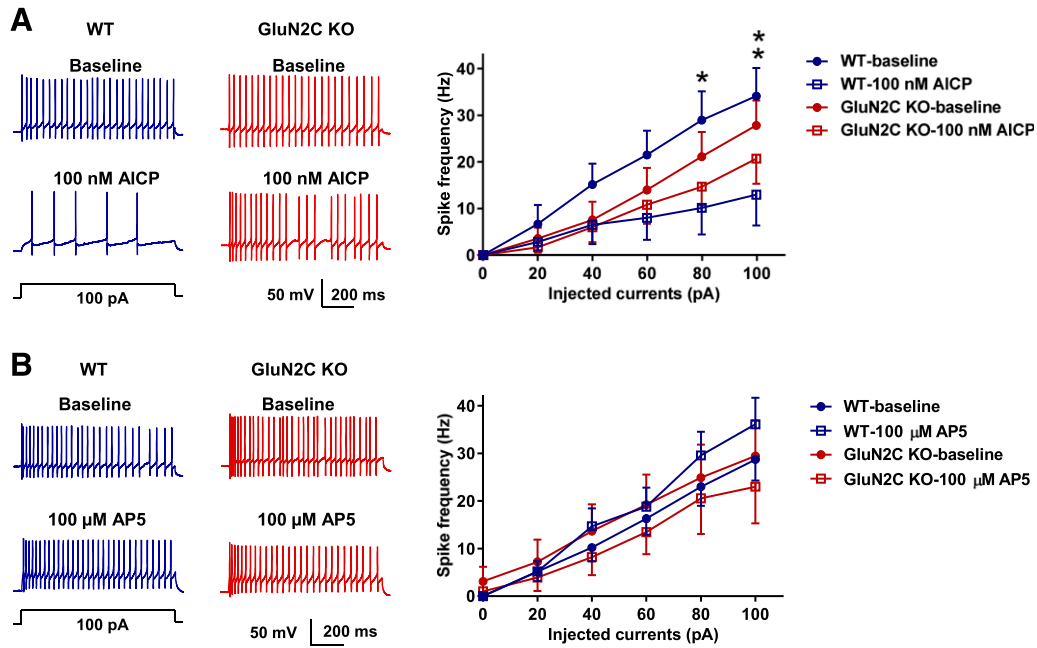 A
WT
GluN2C KO
Baseline
Baseline
100 nM AICP
100 nM AICP
100 pA
50 mV
200 ms
Spike frequency (Hz)
40
30
20
10
0
*
*
*
0 20 40 60 80 100
Injected currents (pA)
WT-baseline
WT-100 nM AICP
GluN2C KO-baseline
GluN2C KO-100 nM AICP
B
WT
GluN2C KO
Baseline
Baseline
100 µM AP5
100 µM AP5
100 pA
50 mV
200 ms
Spike frequency (Hz)
40
30
20
10
0
0 20 40 60 80 100
Injected currents (pA)
WT-baseline
WT-100 µM AP5
GluN2C KO-baseline
GluN2C KO-100 µM AP5